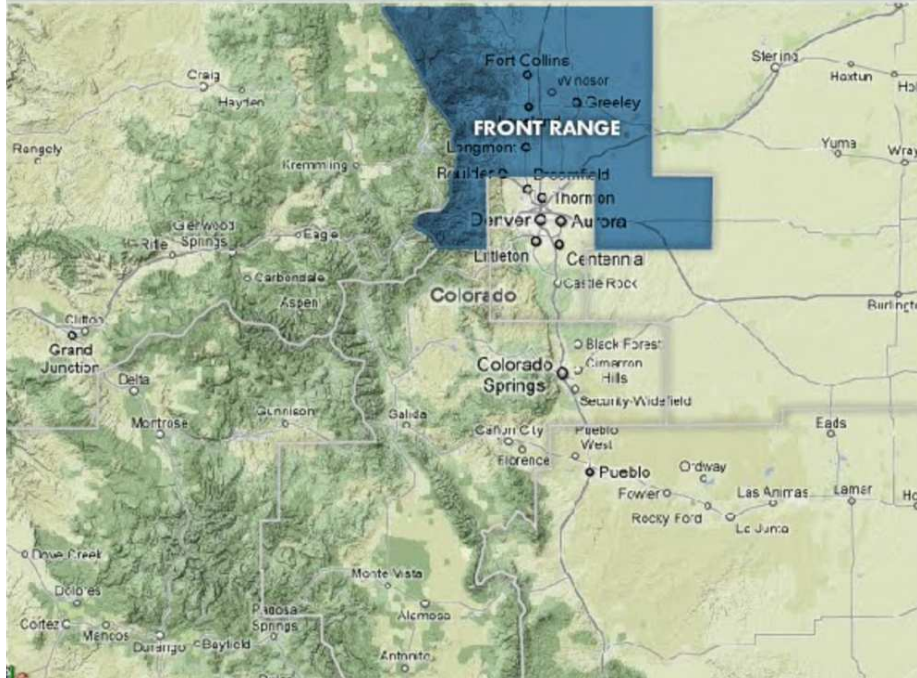 Fort Collins
Sterling
Craig
Windsor
Haxtun
Hayden
Greeley
FRONT RANGE
Rangely
Longmont
Yuma
Wray
Kremmling
Boulder
Broomfield
Thornton
Glenwood
Springs
Denver
Aurora
Eagle
Rifle
Littleton
Centennia
Carbondale
Castle Rock
Aspen
Colorado
Burlingt
Clifton
Grand
Junction
Black Forest
Colorado
Springs
Cimarron
Hills
Delta
Security-Widefield
Gunnison
Salida
Eads
Montrose
Cañon City
Pueblo
West
Florence
Pueblo
Ordway
Fower
Las Animas
Lamar
Rocky Ford
La Junta
Dove Creek
Monte Vista
Dolores
Alamosa
Pagosa
Springs
Cortez
Mancos
Durango
Bayfield
Antonito